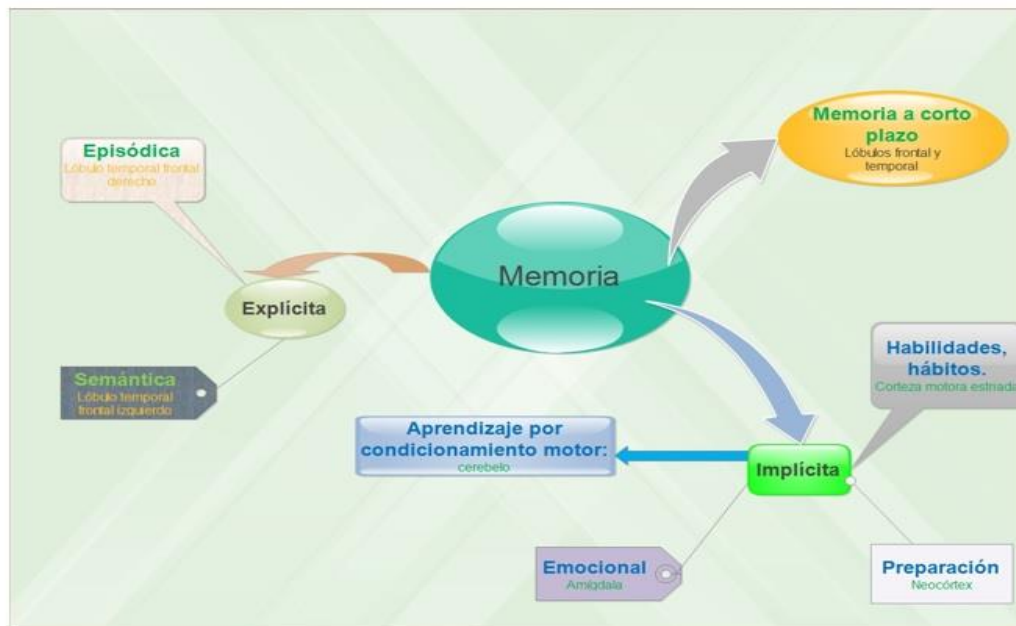 Memoria a corto
plazo
Lóbulos frontal y
temporal
Episódica
Lóbulo temporal frontal
derecho
Memoria
Explícita
Semántica
Lóbulo temporal
frontal izquierdo
Habilidades,
hábitos.
Corteza motora estriada
Aprendizaje por
condicionamiento motor:
cerebelo
Implícita
Emocional
Amígdala
Preparación
Neocórtex